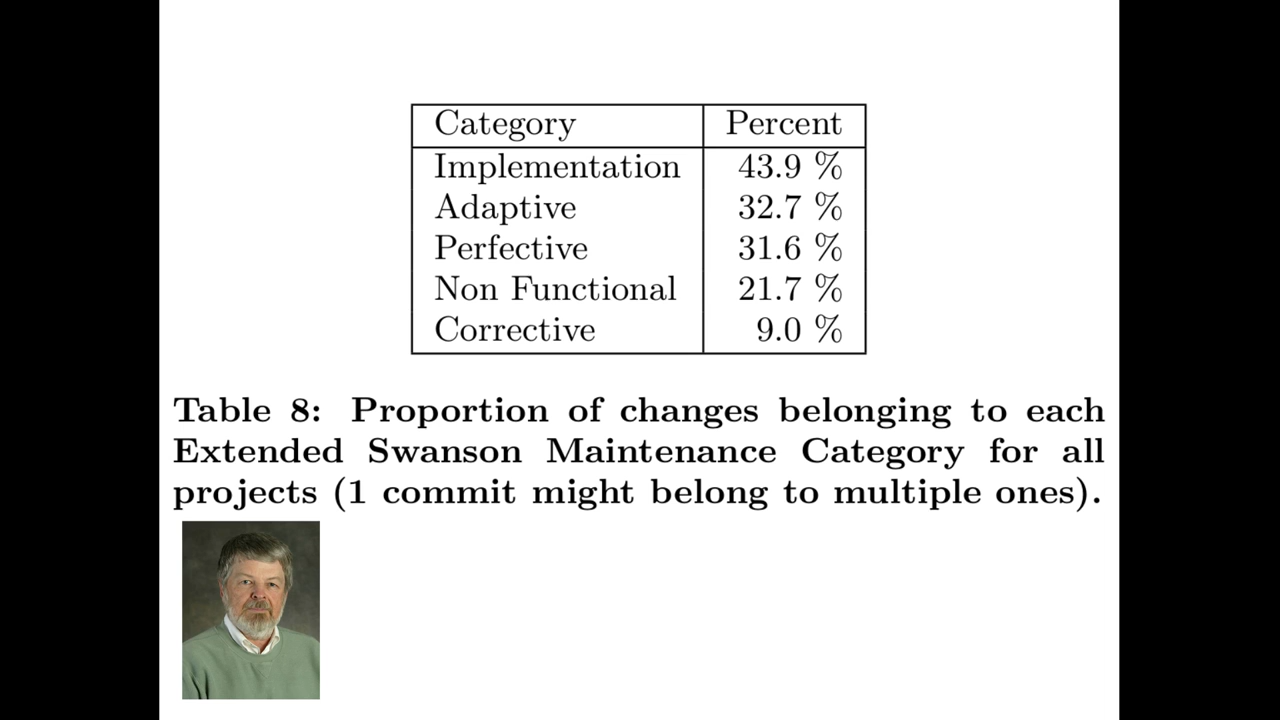 Category Percent
Implementation 43.9 %
Adaptive 32.7 %
Perfective 31.6 %
Non Functional 21.7 %
Corrective 9.0 %
Table 8: Proportion of changes belonging to each
Extended Swanson Maintenance Category for all
projects (1 commit might belong to multiple ones).